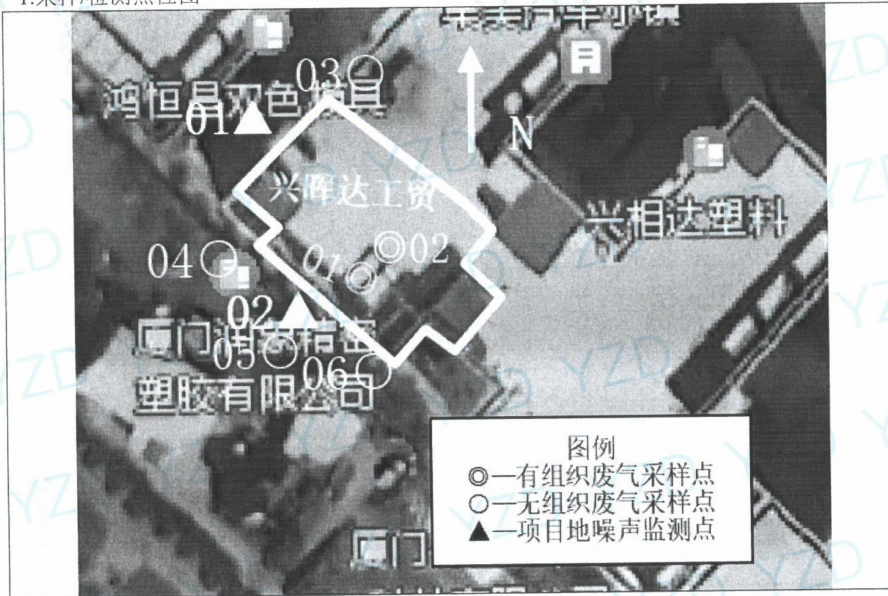 1.采样/检测点位图
03
鸿恒昌双色模具
01
N
兴晖达工贸
兴相达塑料
04
02
01
02
塑胶有限公司
05
06
图例
◎—有组织废气采样点
○—无组织废气采样点
▲—项目地噪声监测点
厦门
YZD